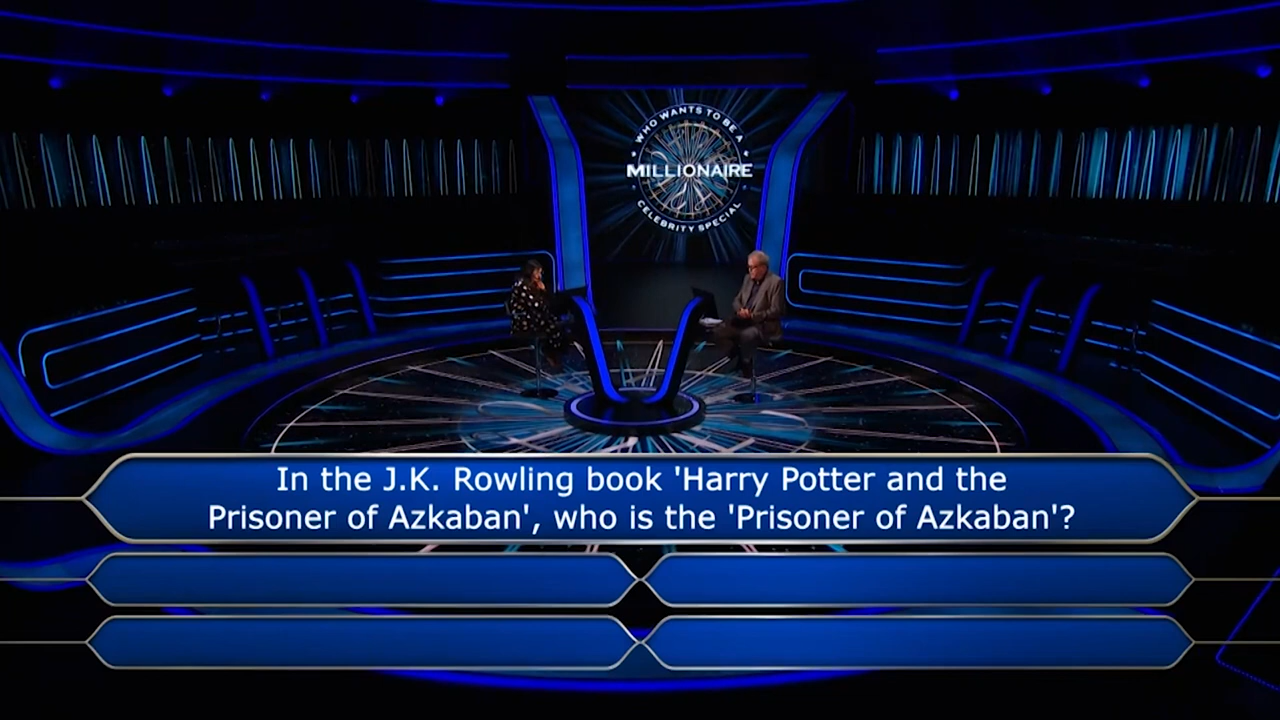 WHO WANTS TO BE A
MILLIONAIRE
CELEBRITY SPECIAL
In the J.K. Rowling book 'Harry Potter and the
Prisoner of Azkaban', who is the 'Prisoner of Azkaban'?